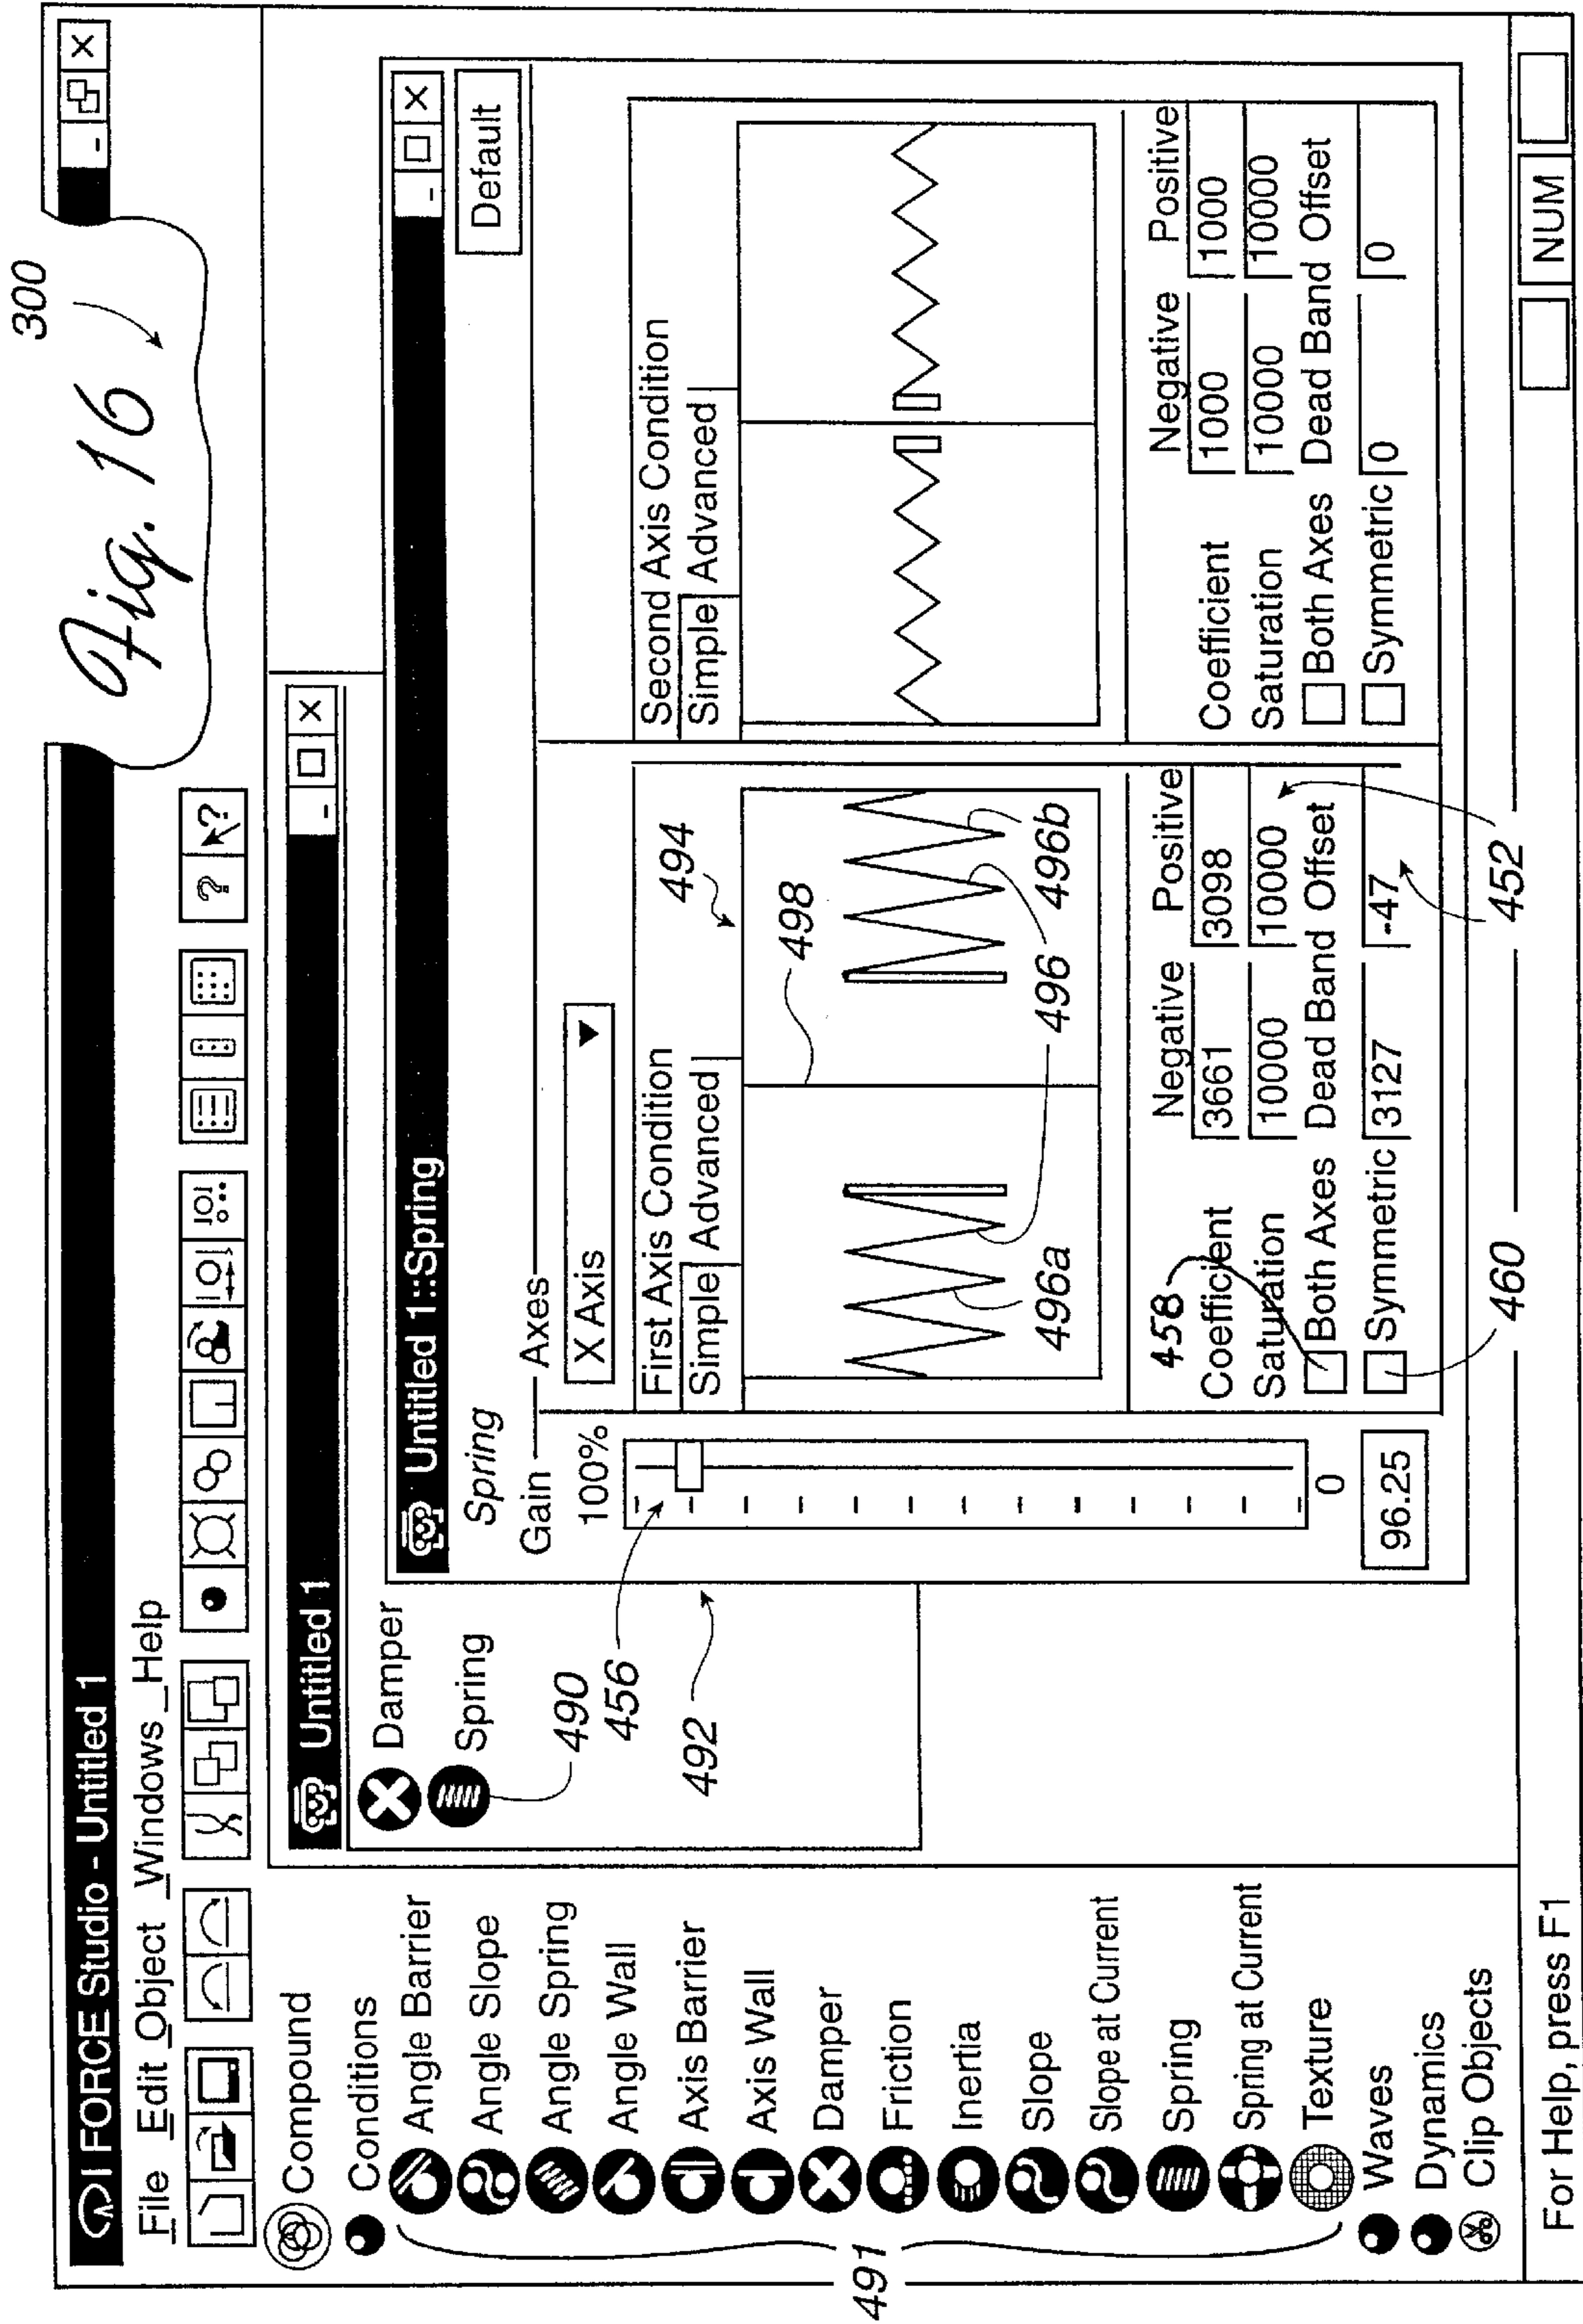 Fig. 16
300
I FORCE Studio - Untitled 1
File Edit Object Windows Help
?
?
Compound
Conditions
Angle Barrier
Angle Slope
Angle Spring
Angle Wall
Axis Barrier
Axis Wall
Damper
Friction
Inertia
Slope
Slope at Current
Spring
Spring at Current
Texture
Waves
Dynamics
Clip Objects
491
Untitled 1
Damper
Spring
490
456
492
Untitled 1::Spring
Spring
Default
Gain
100%
0
96.25
Axes
X Axis
First Axis Condition
Simple Advanced
494
498
496a
496
496b
458
Negative Positive
Coefficient 3661 3098
Saturation 10000 10000
Both Axes Dead Band Offset
Symmetric 3127 -47
Second Axis Condition
Simple Advanced
Negative Positive
Coefficient 1000 1000
Saturation 10000 10000
Both Axes Dead Band Offset
Symmetric 0 0
460
452
For Help, press F1
NUM